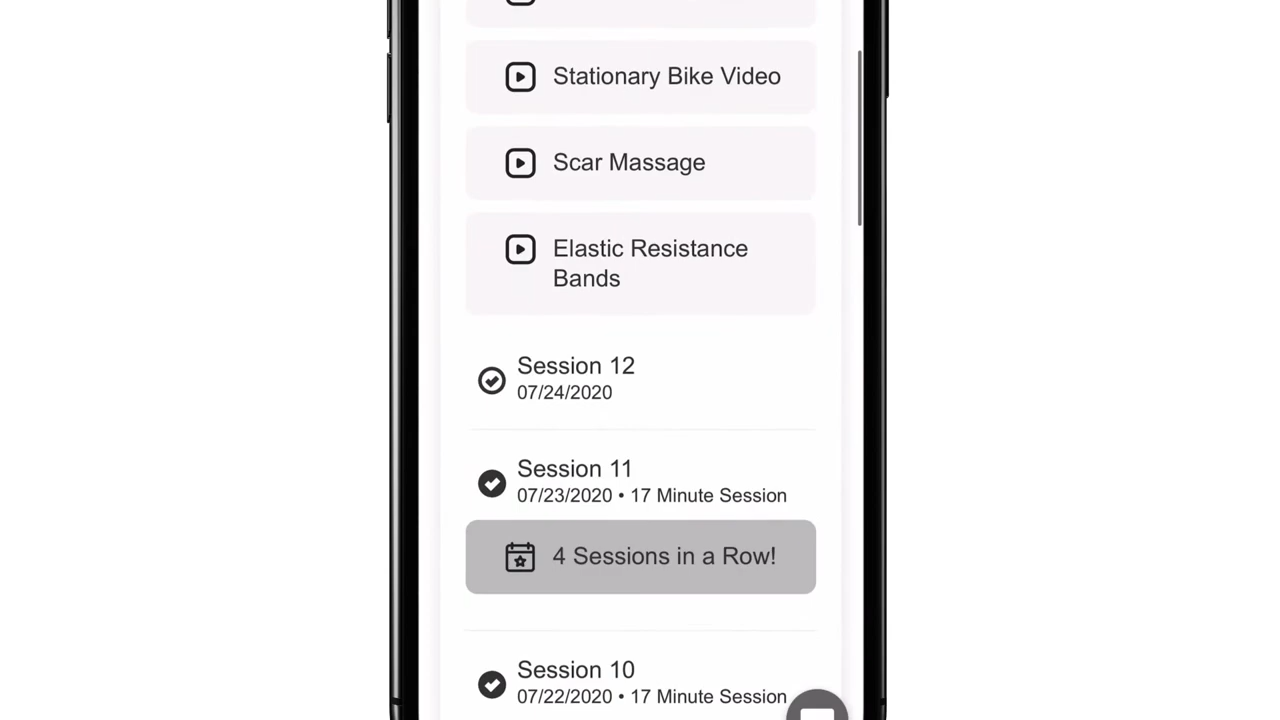 Stationary Bike Video
Scar Massage
Elastic Resistance
Bands
Session 12
07/24/2020
Session 11
07/23/2020 • 17 Minute Session
4 Sessions in a Row!
Session 10
07/22/2020 • 17 Minute Session